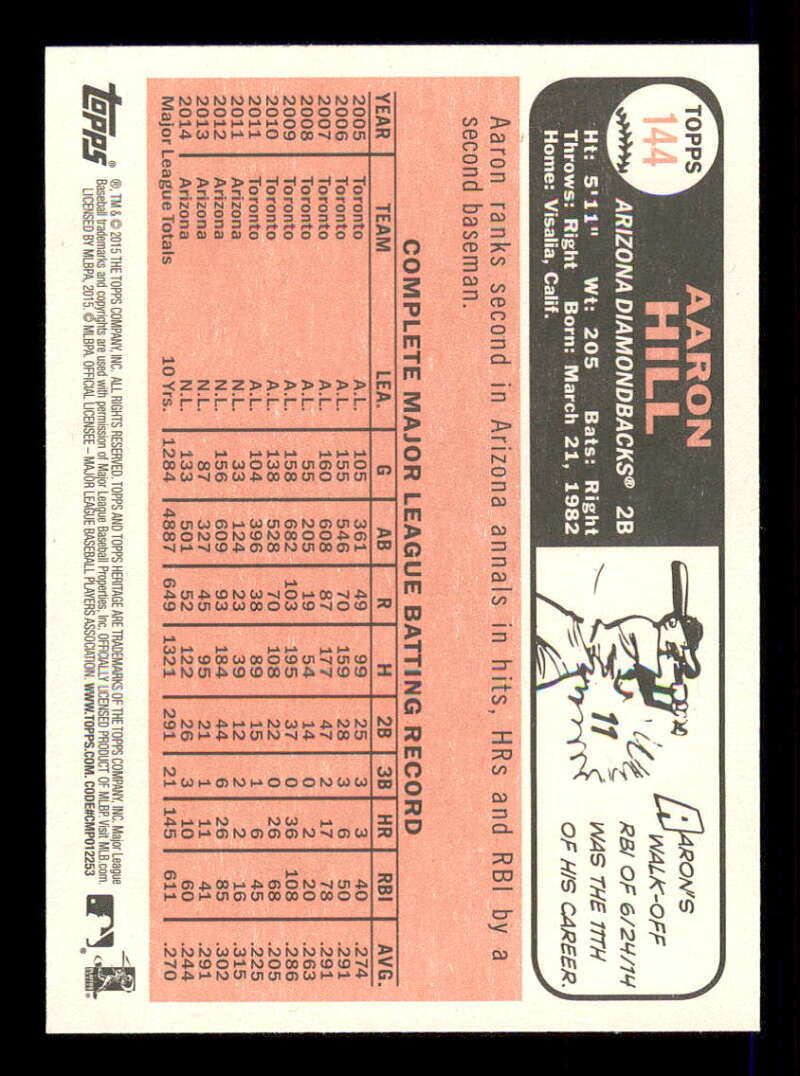 TOPPS
144
AARON
HILL
ARIZONA DIAMONDBACKS® 2B
Ht: 5'11" Wt: 205 Bats: Right
Throws: Right Born: March 21, 1982
Home: Visalia, Calif.
11
AARON'S
WALK-OFF
RBI OF 6/24/14
WAS THE 11TH
OF HIS CAREER.
Aaron ranks second in Arizona annals in hits, HRs and RBI by a
second baseman.
COMPLETE MAJOR LEAGUE BATTING RECORD
YEAR TEAM LEA. G AB R H 2B 3B HR RBI AVG.
2005 Toronto A.L. 105 361 49 99 25 3 3 40 .274
2006 Toronto A.L. 155 546 70 159 28 3 6 50 .291
2007 Toronto A.L. 160 608 87 177 47 2 17 78 .291
2008 Toronto A.L. 55 205 19 54 14 0 2 20 .263
2009 Toronto A.L. 158 682 103 195 37 0 36 108 .286
2010 Toronto A.L. 138 528 70 108 22 0 26 68 .205
2011 Toronto A.L. 104 396 38 89 15 1 6 45 .225
2011 Arizona N.L. 33 124 23 39 12 2 2 16 .315
2012 Arizona N.L. 156 609 93 184 44 6 26 85 .302
2013 Arizona N.L. 87 327 45 95 21 1 11 41 .291
2014 Arizona N.L. 133 501 52 122 26 3 10 60 .244
Major League Totals 10 Yrs. 1284 4887 649 1321 291 21 145 611 .270
topps®
®, TM & © 2015 THE TOPPS COMPANY, INC. ALL RIGHTS RESERVED. TOPPS AND TOPPS HERITAGE ARE TRADEMARKS OF THE TOPPS COMPANY, INC. Major League
Baseball trademarks and copyrights are used with permission of Major League Baseball Properties, Inc. OFFICIALLY LICENSED PRODUCT OF MLBP. Visit MLB.com.
LICENSED BY MLBPA, 2015, © MLBPA, OFFICIAL LICENSEE – MAJOR LEAGUE BASEBALL PLAYERS ASSOCIATION. WWW.TOPPS.COM. CODE#CMP012253